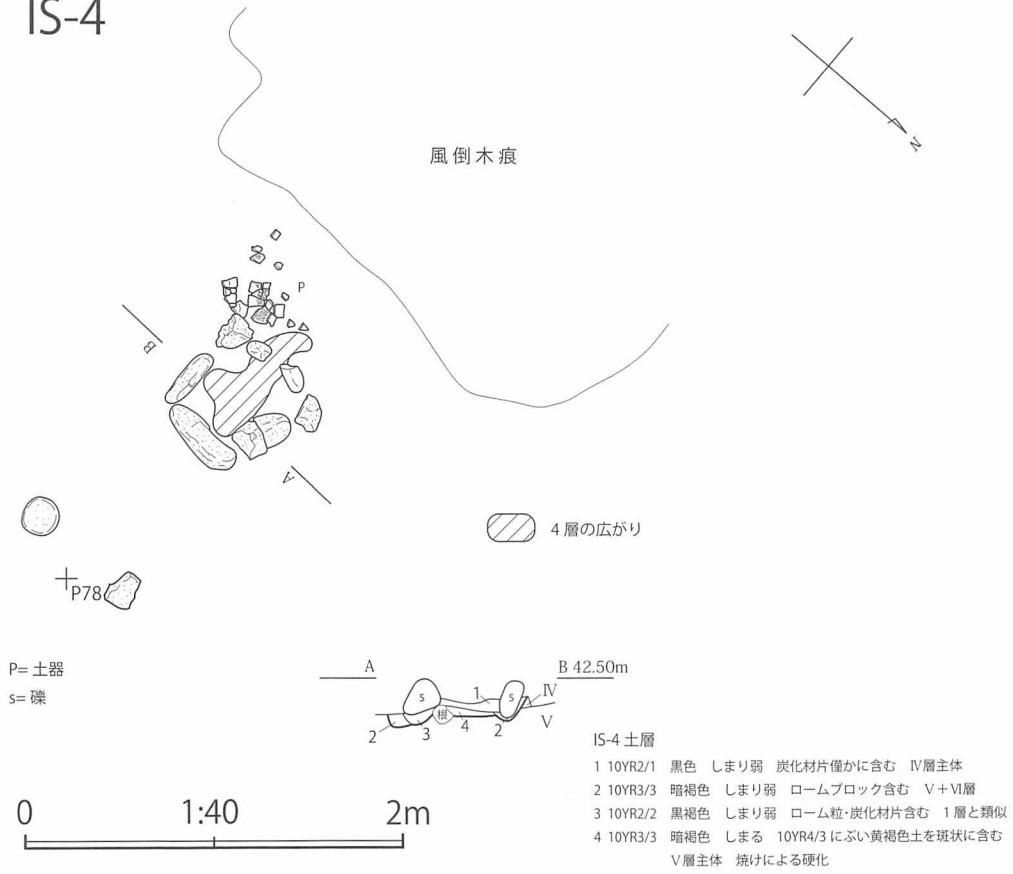 IS-4
風倒木痕
N
P
B
A
4層の広がり
P78
P=土器
s=礫
A
B 42.50m
s
1
s
Ⅳ
根
4
Ⅴ
2
3
2
IS-4 土層
1 10YR2/1 黒色 しまり弱 炭化材片僅かに含む Ⅳ層主体
2 10YR3/3 暗褐色 しまり弱 ロームブロック含む Ⅴ+Ⅵ層
3 10YR2/2 黒褐色 しまり弱 ローム粒・炭化材片含む 1層と類似
4 10YR3/3 暗褐色 しまる 10YR4/3にぶい黄褐色土を斑状に含む
Ⅴ層主体 焼けによる硬化
0 1:40 2m